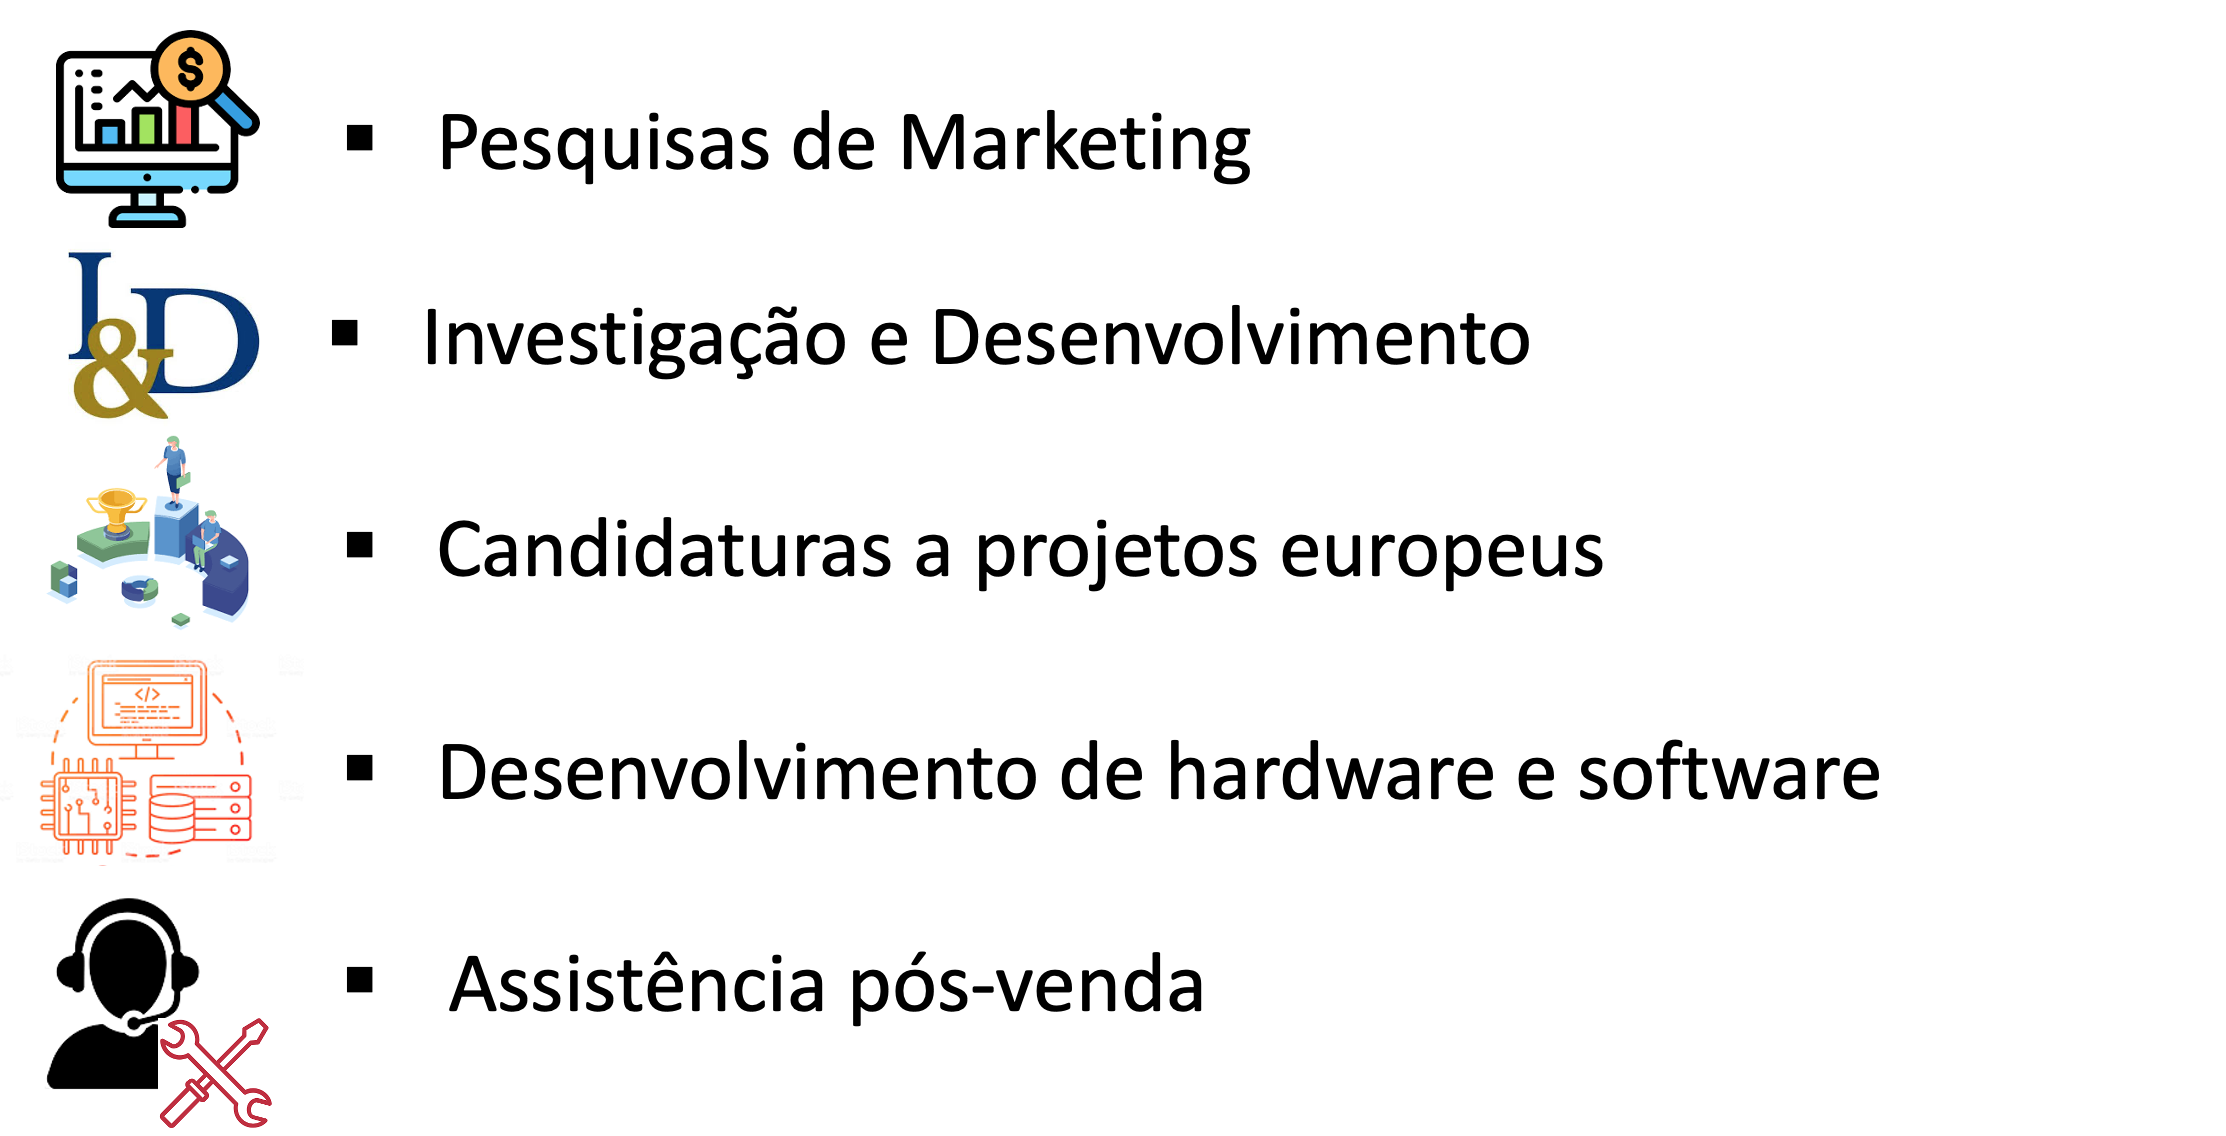 $
▪ Pesquisas de Marketing
I&D
▪ Investigação e Desenvolvimento
▪ Candidaturas a projetos europeus
</>
▪ Desenvolvimento de hardware e software
▪ Assistência pós-venda